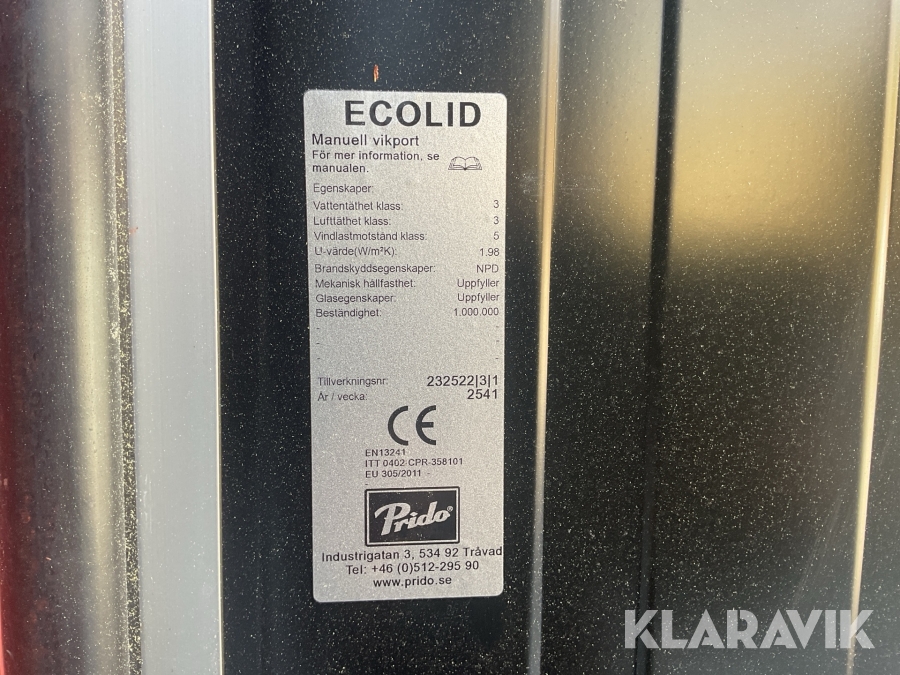 ECOLID
Manuell vikport
För mer information, se
manualen.
Egenskaper:
Vattentäthet klass: 3
Lufttäthet klass: 3
Vindlastmotstånd klass: 5
U-värde(W/m²K): 1.98
Brandskyddsegenskaper: NPD
Mekanisk hållfasthet: Uppfyller
Glasegenskaper: Uppfyller
Beständighet: 1.000.000
- -
- -
- -
Tillverkningsnr: 232522|3|1
År / vecka: 2541
CE
EN13241
ITT 0402 CPR-358101
EU 305/2011 -
-
Prido®
Industrigatan 3, 534 92 Tråvad
Tel: +46 (0)512-295 90
www.prido.se
KLARAVIK